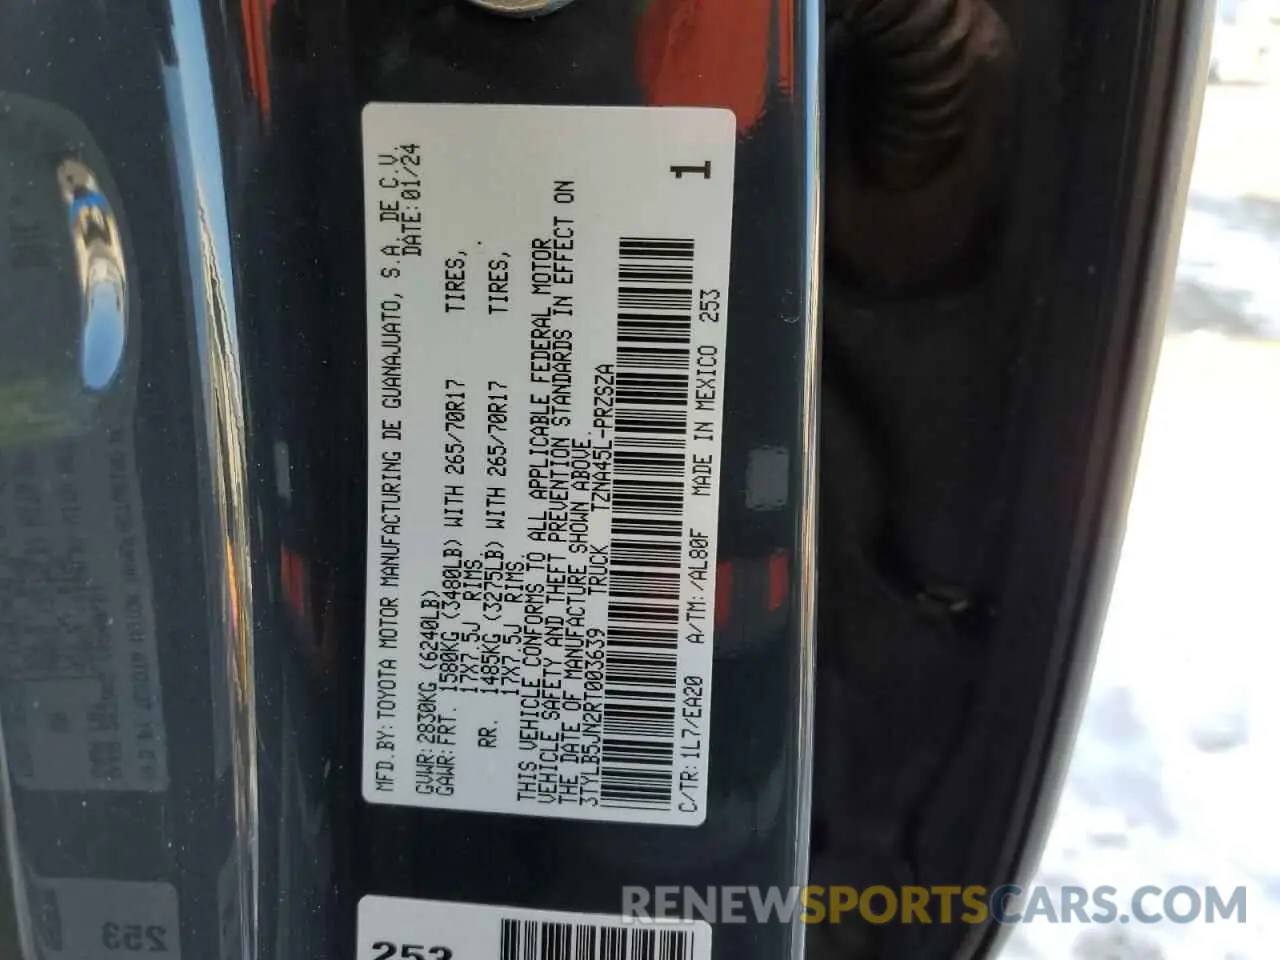 MFD.BY:TOYOTA MOTOR MANUFACTURING DE GUANAJUATO, S.A. DE C.V.
DATE:01/24
GVWR:2830KG (6240LB)
GAWR:FRT. 1580KG (3480LB) WITH 265/70R17 TIRES,
17X7.5J RIMS.
RR. 1485KG (3275LB) WITH 265/70R17 TIRES,
17X7.5J RIMS.
THIS VEHICLE CONFORMS TO ALL APPLICABLE FEDERAL MOTOR
VEHICLE SAFETY AND THEFT PREVENTION STANDARDS IN EFFECT ON
THE DATE OF MANUFACTURE SHOWN ABOVE.
3TYLB5JN2RT003639 TRUCK TZNA45L-PRZSZA
1
C/TR:1L7/EA20 A/TM:/AL80F MADE IN MEXICO 253
253
RENEWSPORTSCARS.COM